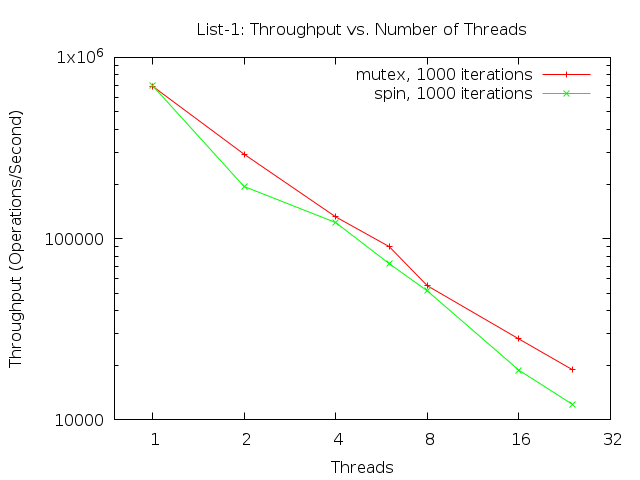 List-1: Throughput vs. Number of Threads
1x10^6
mutex, 1000 iterations
spin, 1000 iterations
Throughput (Operations/Second)
100000
10000
1 2 4 8 16 32
Threads